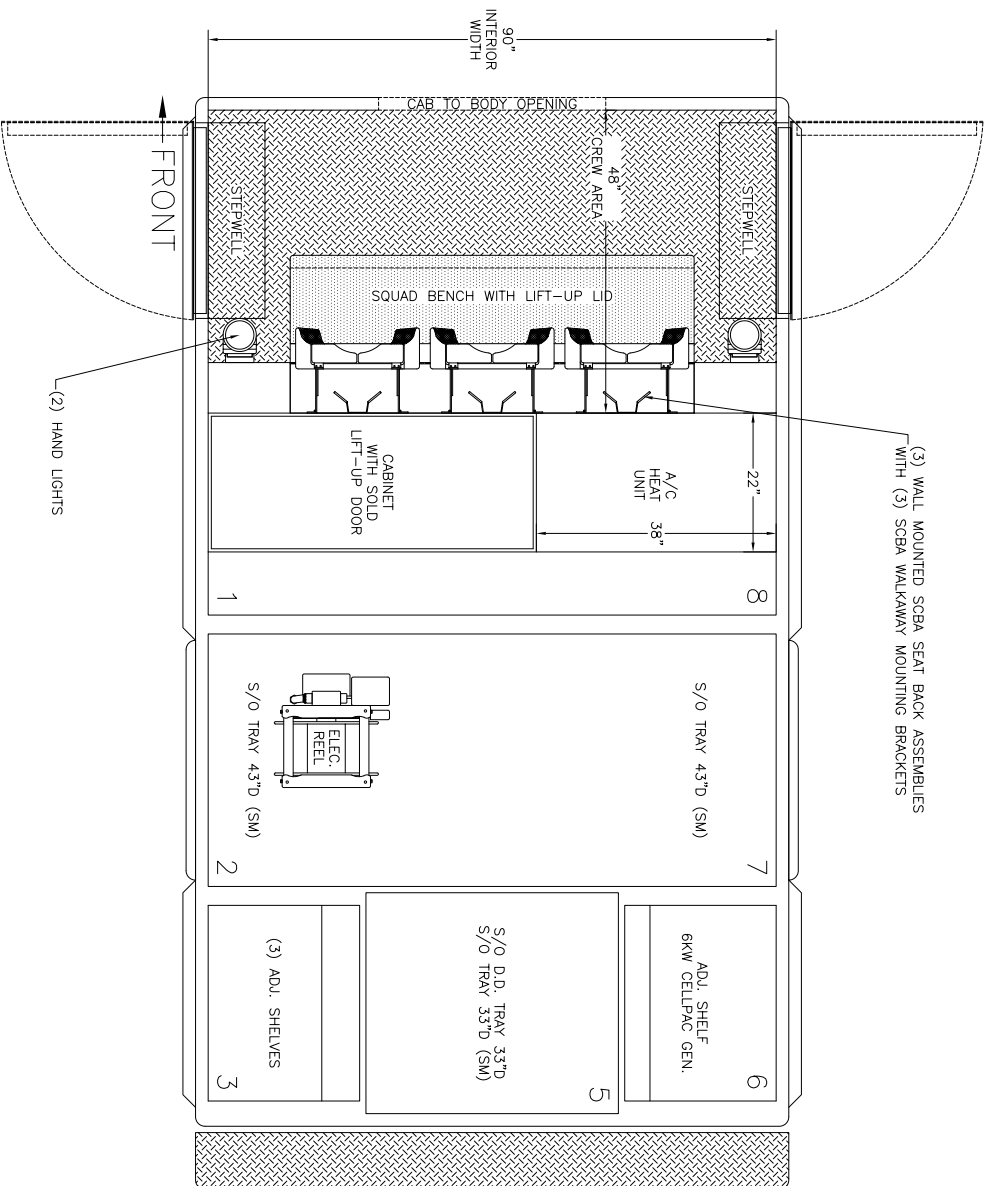 90"
INTERIOR
WIDTH
CAB TO BODY OPENING
FRONT
STEPWELL
48"
CREW AREA
STEPWELL
SQUAD BENCH WITH LIFT-UP LID
(2) HAND LIGHTS
(3) WALL MOUNTED SCBA SEAT BACK ASSEMBLIES
WITH (3) SCBA WALKAWAY MOUNTING BRACKETS
CABINET
WITH SOLD
LIFT-UP DOOR
A/C
HEAT
UNIT
22"
38"
1
8
S/O TRAY 43"D (SM)
ELEC.
REEL
S/O TRAY 43"D (SM)
2
7
(3) ADJ. SHELVES
3
S/O D.D. TRAY 33"D
S/O TRAY 33"D (SM)
5
ADJ. SHELF
6KW CELLPAC GEN.
6